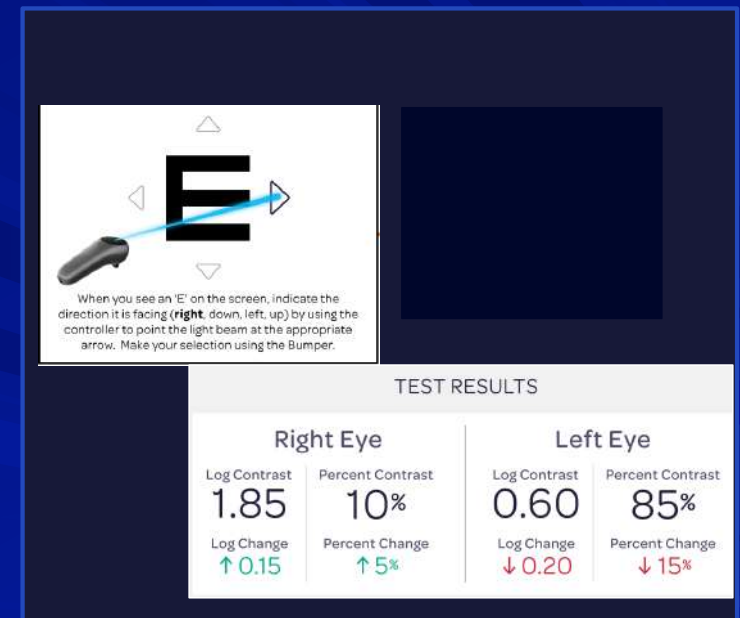 E
When you see an 'E' on the screen, indicate the
direction it is facing (right, down, left, up) by using the
controller to point the light beam at the appropriate
arrow. Make your selection using the Bumper.
TEST RESULTS
Right Eye
Log Contrast Percent Contrast
1.85 10%
Log Change Percent Change
↑ 0.15 ↑ 5%
Left Eye
Log Contrast Percent Contrast
0.60 85%
Log Change Percent Change
↓ 0.20 ↓ 15%